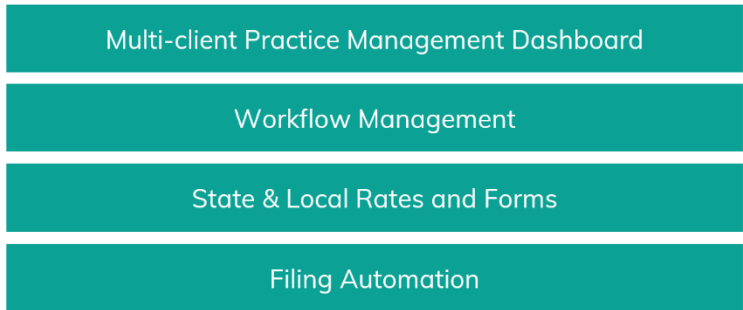 Multi-client Practice Management Dashboard
Workflow Management
State & Local Rates and Forms
Filing Automation